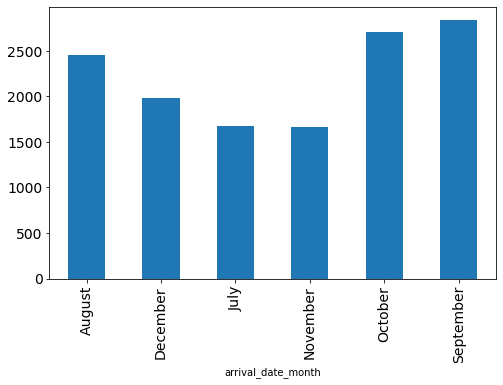 2500
2000
1500
1000
500
0
August
December
July
November
October
September
arrival_date_month